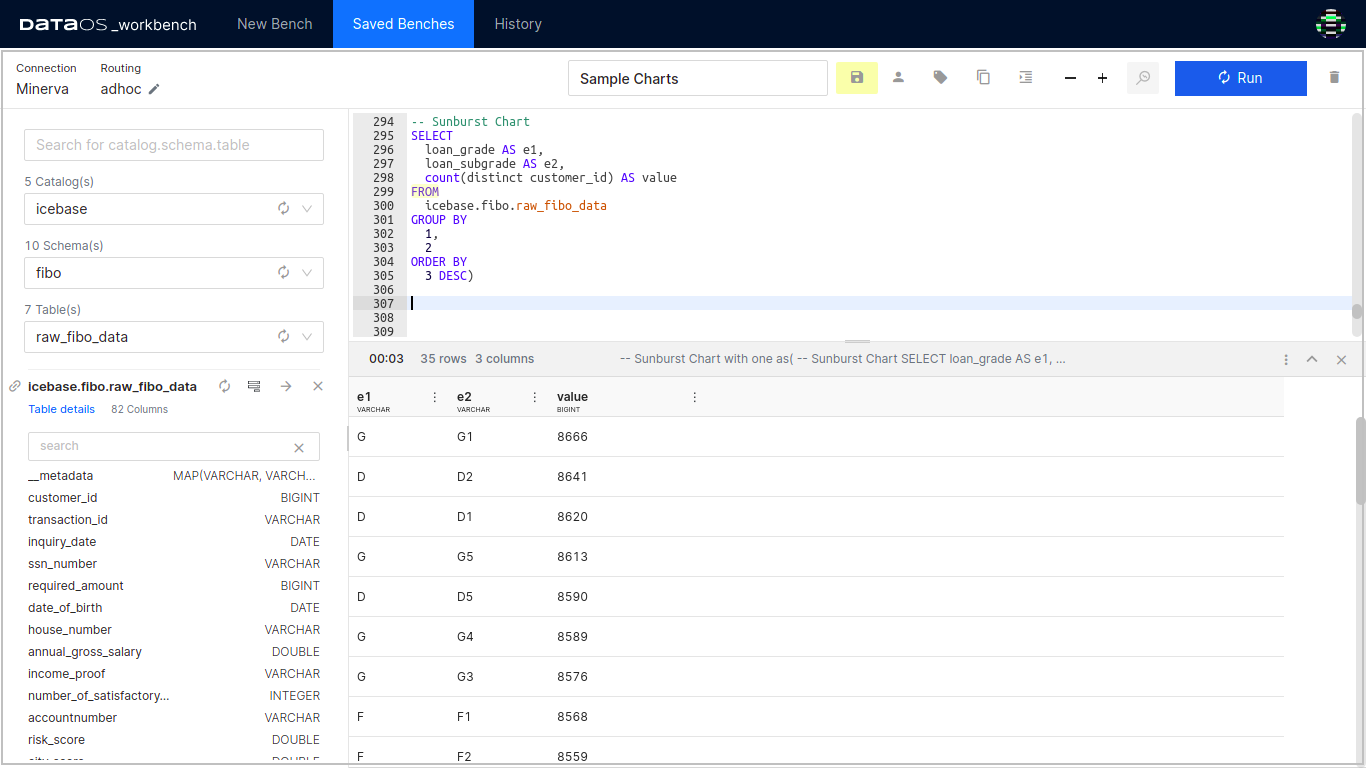 DATAOS _workbench New Bench Saved Benches History
Connection Routing
Minerva adhoc
Sample Charts
Run
Search for catalog.schema.table
5 Catalog(s)
icebase
10 Schema(s)
fibo
7 Table(s)
raw_fibo_data
icebase.fibo.raw_fibo_data
Table details 82 Columns
search
__metadata MAP(VARCHAR, VARCH...
customer_id BIGINT
transaction_id VARCHAR
inquiry_date DATE
ssn_number VARCHAR
required_amount BIGINT
date_of_birth DATE
house_number VARCHAR
annual_gross_salary DOUBLE
income_proof VARCHAR
number_of_satisfactory... INTEGER
accountnumber VARCHAR
risk_score DOUBLE
294 -- Sunburst Chart
295 SELECT
296 loan_grade AS e1,
297 loan_subgrade AS e2,
298 count(distinct customer_id) AS value
299 FROM
300 icebase.fibo.raw_fibo_data
301 GROUP BY
302 1,
303 2
304 ORDER BY
305 3 DESC)
306
307
308
309
00:03 35 rows 3 columns -- Sunburst Chart with one as( -- Sunburst Chart SELECT loan_grade AS e1, ...
e1 e2 value
VARCHAR VARCHAR BIGINT
G G1 8666
D D2 8641
D D1 8620
G G5 8613
D D5 8590
G G4 8589
G G3 8576
F F1 8568
F F2 8559